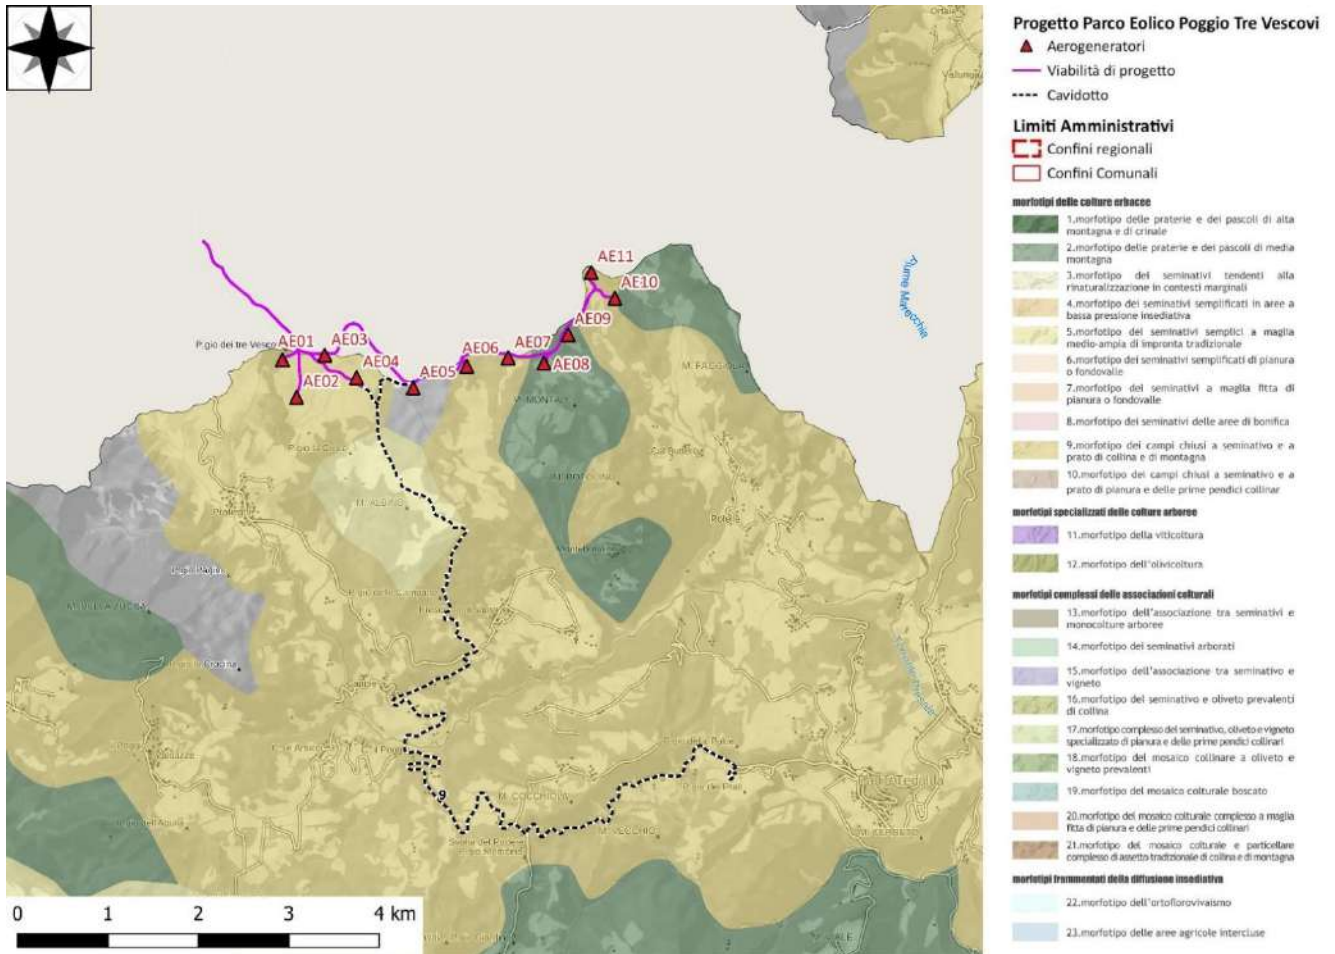 Progetto Parco Eolico Poggio Tre Vescovi
Aerogeneratori
Viabilità di progetto
Cavidotto
Limiti Amministrativi
Confini regionali
Confini Comunali
morfotipi delle colture erbacee
1.morfotipo delle praterie e dei pascoli di alta
montagna e di crinale
2.morfotipo delle praterie e dei pascoli di media
montagna
3.morfotipo dei seminativi tendenti alla
rinaturalizzazione in contesti marginali
4.morfotipo dei seminativi semplificati in aree a
bassa pressione insediativa
5.morfotipo dei seminativi semplici a maglia
medio-ampia di impronta tradizionale
6.morfotipo dei seminativi semplificati di pianura
o fondovalle
7.morfotipo dei seminativi a maglia fitta di
pianura o fondovalle
8.morfotipo dei seminativi delle aree di bonifica
9.morfotipo dei campi chiusi a seminativo e a
prato di collina e di montagna
10.morfotipo dei campi chiusi a seminativo e a
prato di pianura e delle prime pendici collinar
morfotipi specializzati delle colture arboree
11.morfotipo della viticoltura
12.morfotipo dell'olivicoltura
morfotipi complessi delle associazioni colturali
13.morfotipo dell'associazione tra seminativi e
monocolture arboree
14.morfotipo dei seminativi arborati
15.morfotipo dell'associazione tra seminativo e
vigneto
16.morfotipo del seminativo e oliveto prevalenti
di collina
17.morfotipo complesso del seminativo, oliveto e vigneto
specializzato di pianura e delle prime pendici collinari
18.morfotipo del mosaico collinare a oliveto e
vigneto prevalenti
19.morfotipo del mosaico colturale boscato
20.morfotipo del mosaico colturale complesso a maglia
fitta di pianura e delle prime pendici collinari
21.morfotipo del mosaico colturale e particellare
complesso di assetto tradizionale di collina e di montagna
morfotipi frammentati della diffusione insediativa
22.morfotipo dell'ortoflorovivaismo
23.morfotipo delle aree agricole intercluse
Fiume Marecchia
AE11
AE10
AE09
P.gio dei tre Vesco
AE01
AE03
AE07
AE06
AE04
AE08
AE05
AE02
M. FAGGIOLA
M. ALBINO
M. COCCHIOLA
M. VECCHIO
9
0 1 2 3 4 km